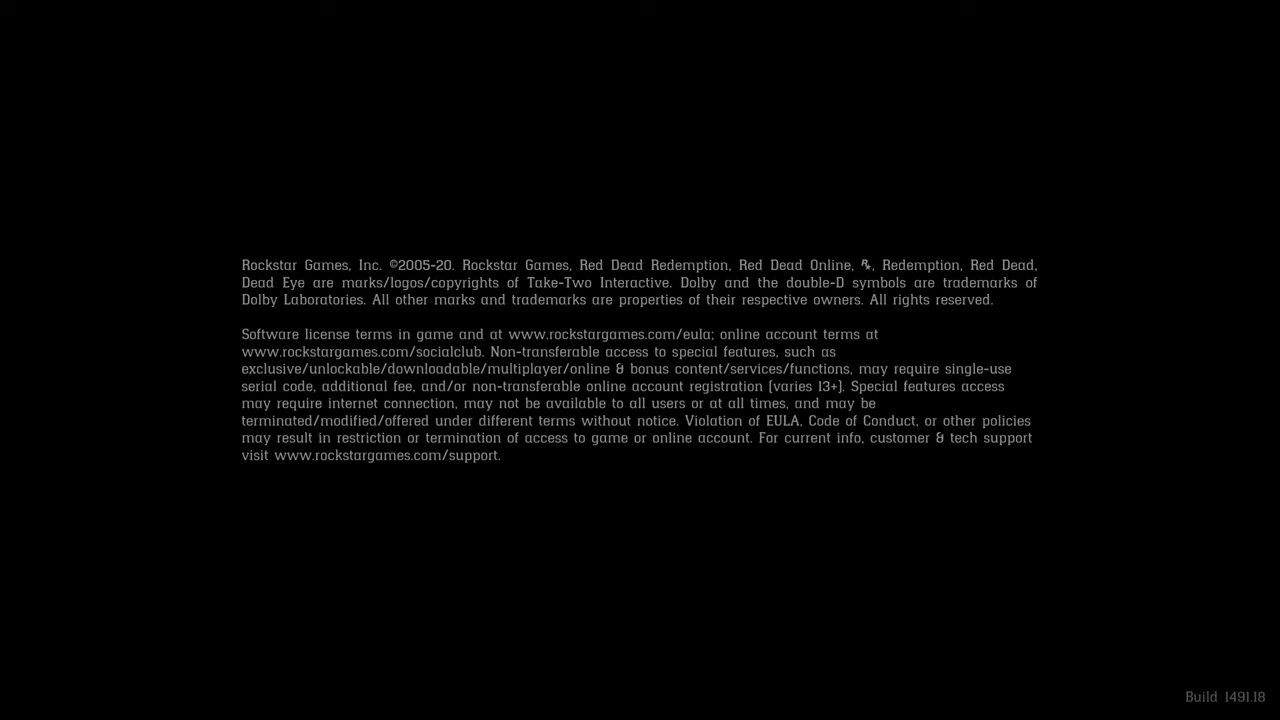 Rockstar Games, Inc. ©2005-20. Rockstar Games, Red Dead Redemption, Red Dead Online, , Redemption, Red Dead,
Dead Eye are marks/logos/copyrights of Take-Two Interactive. Dolby and the double-D symbols are trademarks of
Dolby Laboratories. All other marks and trademarks are properties of their respective owners. All rights reserved.
Software license terms in game and at www.rockstargames.com/eula; online account terms at
www.rockstargames.com/socialclub. Non-transferable access to special features, such as
exclusive/unlockable/downloadable/multiplayer/online & bonus content/services/functions, may require single-use
serial code, additional fee, and/or non-transferable online account registration (varies 13+). Special features access
may require internet connection, may not be available to all users or at all times, and may be
terminated/modified/offered under different terms without notice. Violation of EULA, Code of Conduct, or other policies
may result in restriction or termination of access to game or online account. For current info, customer & tech support
visit www.rockstargames.com/support.
Build 1491.18